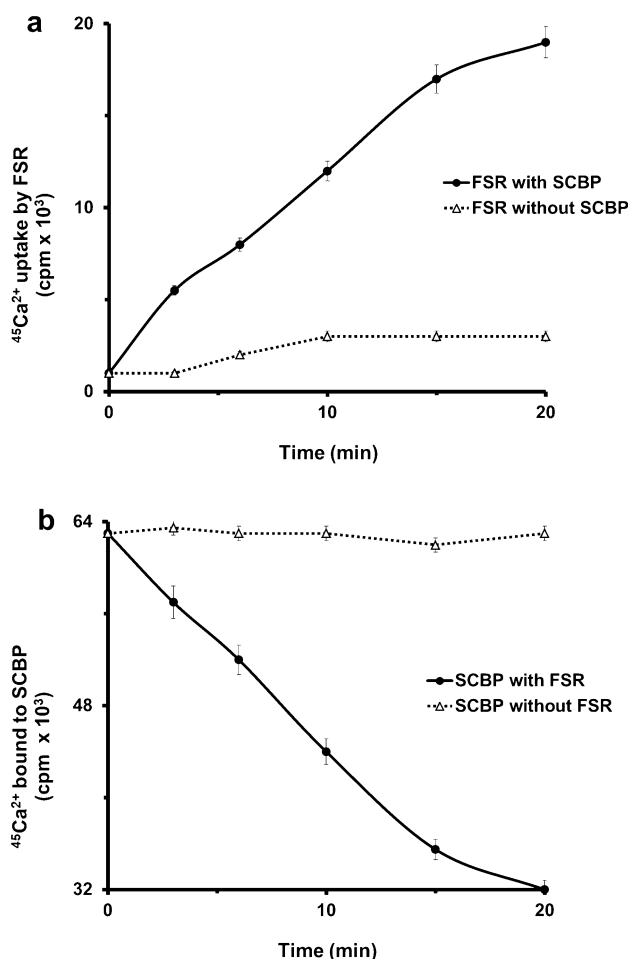 a
20
10
0
0
10
20
⁴⁵Ca²⁺ uptake by FSR
(cpm x 10³)
FSR with SCBP
FSR without SCBP
Time (min)
b
64
48
32
0
10
20
⁴⁵Ca²⁺ bound to SCBP
(cpm x 10³)
SCBP with FSR
SCBP without FSR
Time (min)